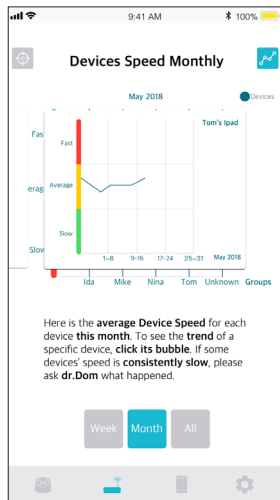 9:41 AM
100%
Devices Speed Monthly
May 2018
Devices
Tom's Ipad
Fas
Fast
erag
Average
Slow
Slow
1-8 9-16 17-24 25-31 May 2018
Ida Mike Nina Tom Unknown Groups
Here is the average Device Speed for each
device this month. To see the trend of a
specific device, click its bubble. If some
devices' speed is consistently slow, please
ask dr.Dom what happened.
Week Month All